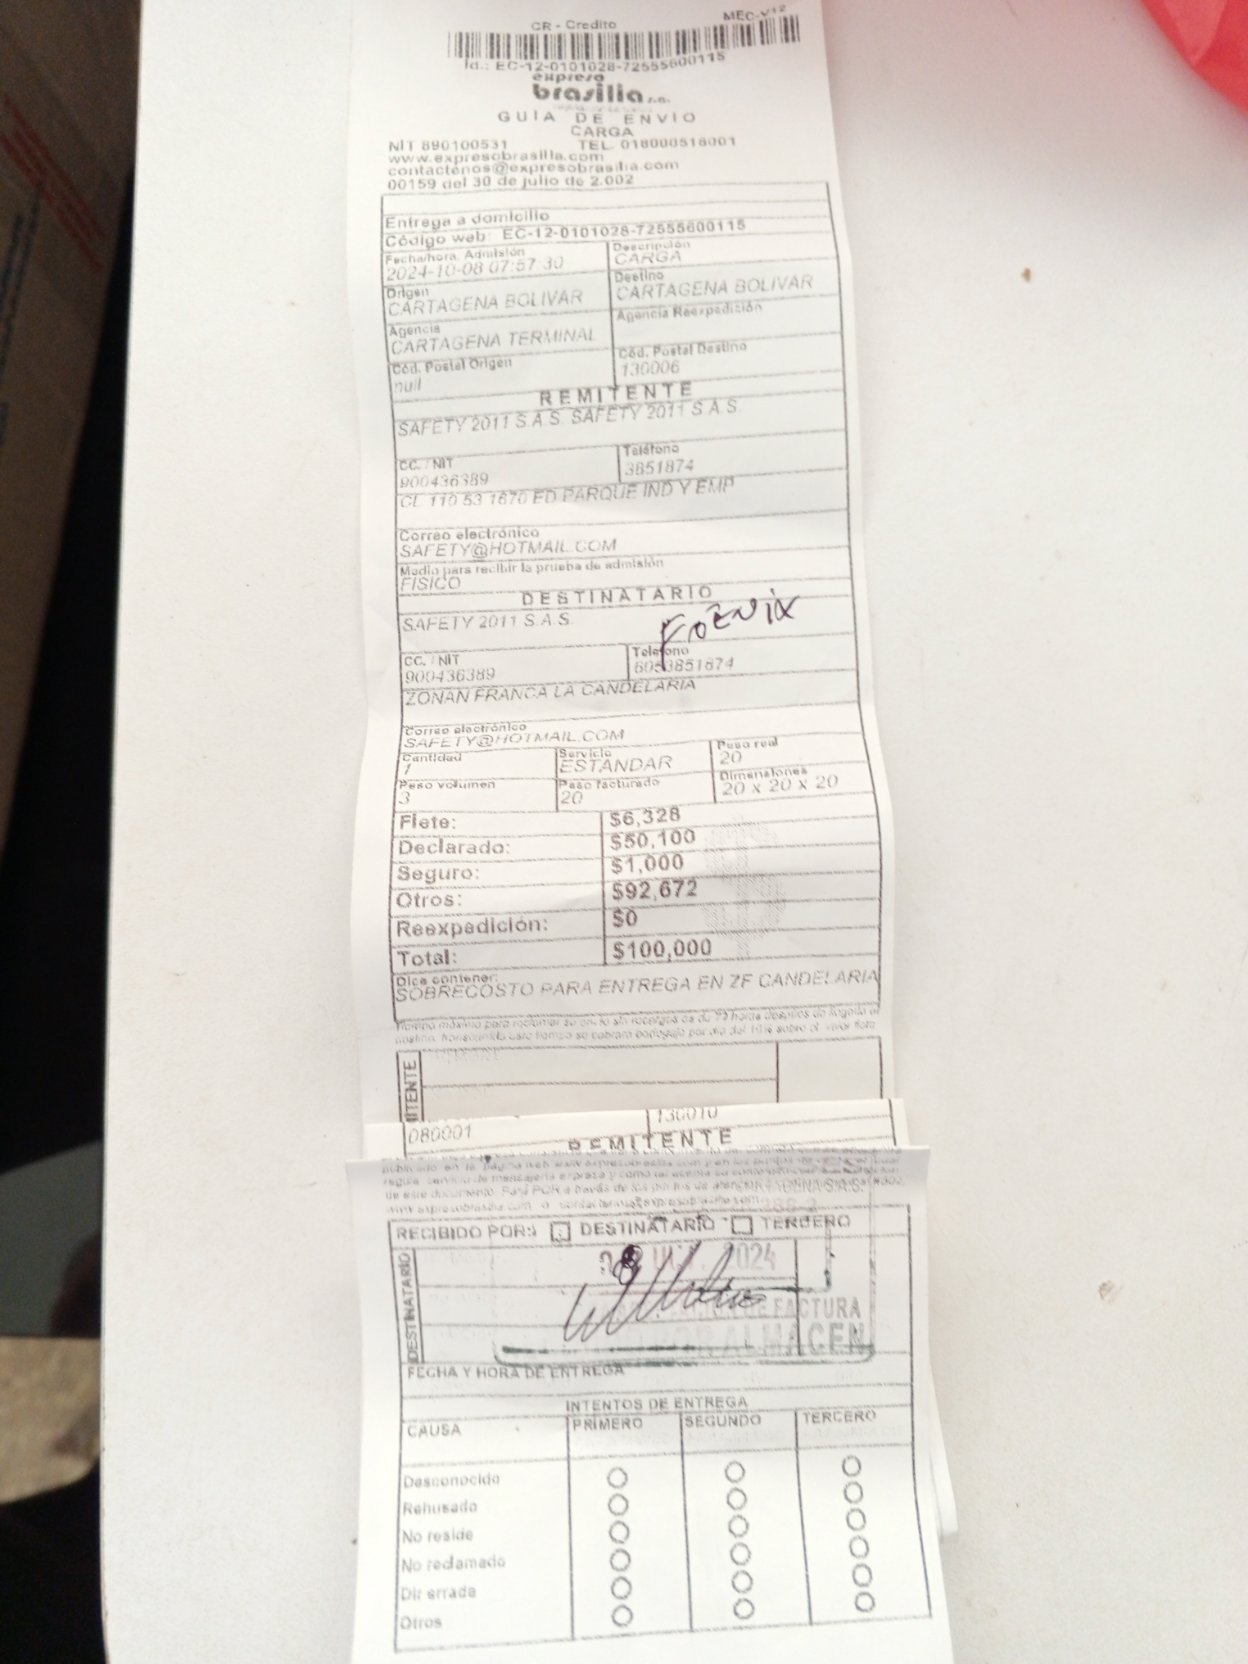 CR - Credito
MEC-V12
Id.: EC-12-0101028-72555600115
expreso
brasilia s.a.
GUIA DE ENVIO
CARGA
NIT 890100531 TEL. 018000518001
www.expresobrasilia.com
contactenos@expresobrasilia.com
00159 del 30 de julio de 2.002
Entrega a domicilio
Código web: EC-12-0101028-72555600115
Fecha/hora. Admisión
2024-10-08 07:57:30
Descripción
CARGA
Origen
CARTAGENA BOLIVAR
Destino
CARTAGENA BOLIVAR
Agencia
CARTAGENA TERMINAL
Agencia Reexpedición
Cód. Postal Origen
null
Cód. Postal Destino
130006
REMITENTE
SAFETY 2011 S.A.S. SAFETY 2011 S.A.S.
CC. / NIT
900436389
Teléfono
3851874
CL 110 53 1670 ED PARQUE IND Y EMP
Correo electrónico
SAFETY@HOTMAIL.COM
Medio para recibir la prueba de admisión
FISICO
DESTINATARIO
SAFETY 2011 S.A.S.
CC. / NIT
900436389
Teléfono
6053851874
ZONAN FRANCA LA CANDELARIA
Correo electrónico
SAFETY@HOTMAIL.COM
Cantidad
1
Servicio
ESTANDAR
Peso real
20
Peso volumen
3
Peso facturado
20
Dimensiones
20 x 20 x 20
Flete: $6,328
Declarado: $50,100
Seguro: $1,000
Otros: $92,672
Reexpedición: $0
Total: $100,000
Dice contener:
SOBRECOSTO PARA ENTREGA EN ZF CANDELARIA
080001
130010
REMITENTE
RECIBIDO POR: DESTINATARIO TERCERO
DESTINATARIO
2024
DE FACTURA
ALMACEN
FECHA Y HORA DE ENTREGA
INTENTOS DE ENTREGA
CAUSA PRIMERO SEGUNDO TERCERO
Desconocido
Rehusado
No reside
No reclamado
Dir errada
Otros